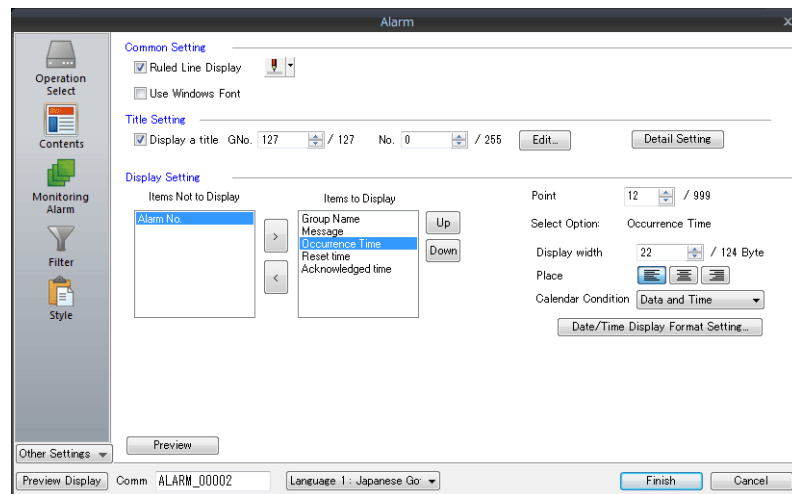 Alarm
x
Operation
Select
Contents
Monitoring
Alarm
Filter
Style
Other Settings
Common Setting
Ruled Line Display
Use Windows Font
Title Setting
Display a title GNo. 127 / 127 No. 0 / 255 Edit... Detail Setting
Display Setting
Items Not to Display
Alarm No.
>
<
Items to Display
Group Name
Message
Occurrence Time
Reset time
Acknowledged time
Up
Down
Point 12 / 999
Select Option: Occurrence Time
Display width 22 / 124 Byte
Place
Calendar Condition Data and Time
Date/Time Display Format Setting...
Preview
Preview Display Comm ALARM_00002 Language 1 : Japanese Go Finish Cancel